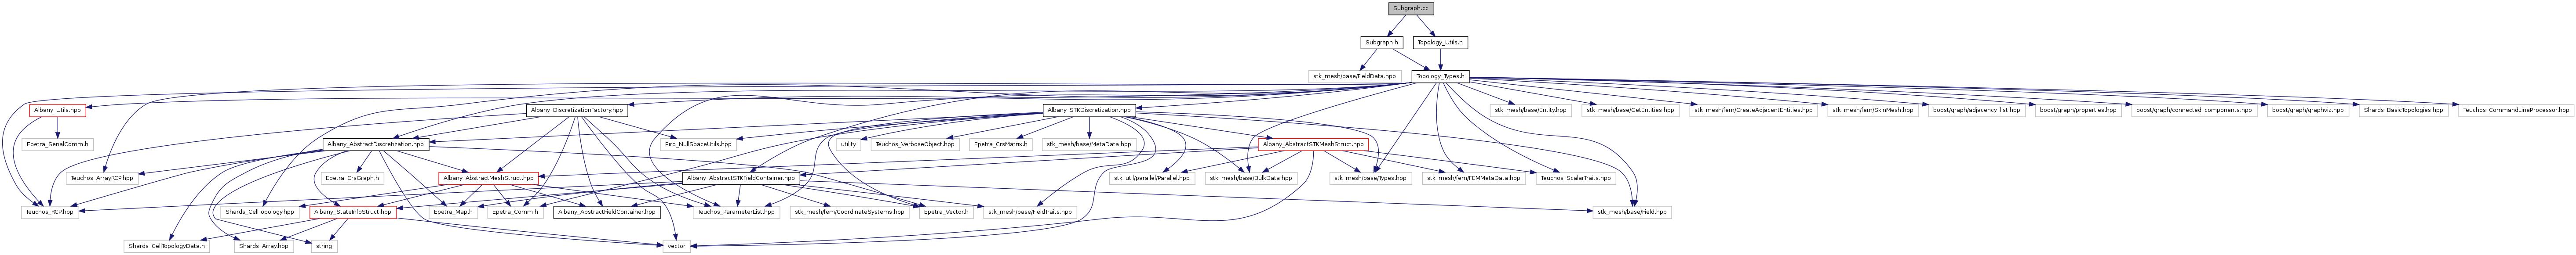 Subgraph.cc
Subgraph.h
Topology_Utils.h
stk_mesh/base/FieldData.hpp
Topology_Types.h
Albany_Utils.hpp
Albany_DiscretizationFactory.hpp
Albany_STKDiscretization.hpp
stk_mesh/base/Entity.hpp
stk_mesh/base/GetEntities.hpp
stk_mesh/fem/CreateAdjacentEntities.hpp
stk_mesh/fem/SkinMesh.hpp
boost/graph/adjacency_list.hpp
boost/graph/properties.hpp
boost/graph/connected_components.hpp
boost/graph/graphviz.hpp
Shards_BasicTopologies.hpp
Teuchos_CommandLineProcessor.hpp
Epetra_SerialComm.h
Albany_AbstractDiscretization.hpp
Piro_NullSpaceUtils.hpp
utility
Teuchos_VerboseObject.hpp
Epetra_CrsMatrix.h
stk_mesh/base/MetaData.hpp
Albany_AbstractSTKMeshStruct.hpp
Teuchos_ArrayRCP.hpp
Epetra_CrsGraph.h
Albany_AbstractMeshStruct.hpp
Albany_AbstractSTKFieldContainer.hpp
stk_util/parallel/Parallel.hpp
stk_mesh/base/BulkData.hpp
stk_mesh/base/Types.hpp
stk_mesh/fem/FEMMetaData.hpp
Teuchos_ScalarTraits.hpp
Teuchos_RCP.hpp
Shards_CellTopology.hpp
Albany_StateInfoStruct.hpp
Epetra_Map.h
Epetra_Comm.h
Albany_AbstractFieldContainer.hpp
Teuchos_ParameterList.hpp
stk_mesh/fem/CoordinateSystems.hpp
Epetra_Vector.h
stk_mesh/base/FieldTraits.hpp
stk_mesh/base/Field.hpp
Shards_CellTopologyData.h
Shards_Array.hpp
string
vector